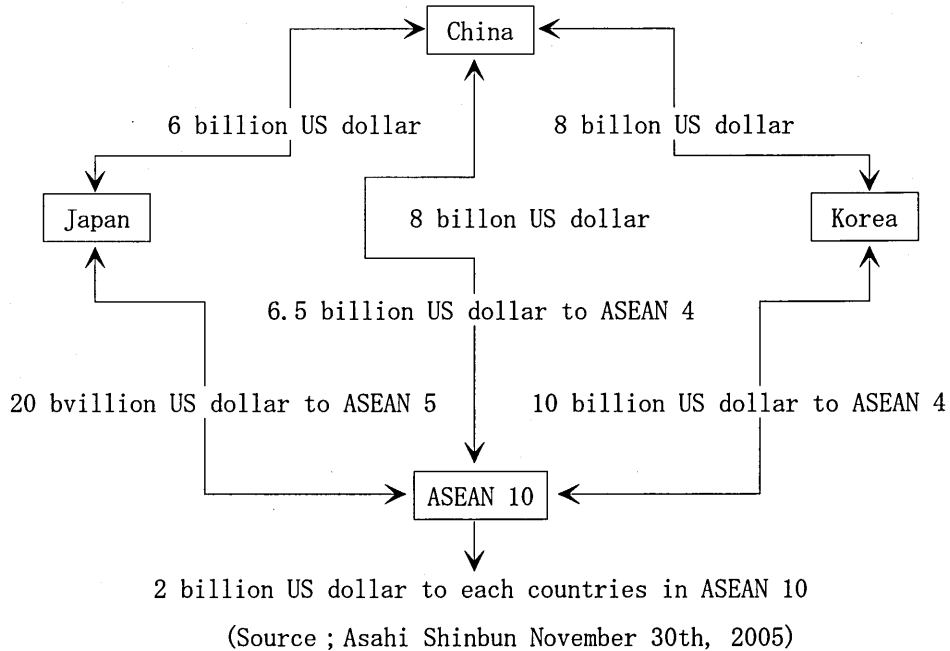 China
6 billion US dollar
8 billon US dollar
Japan
8 billon US dollar
Korea
6.5 billion US dollar to ASEAN 4
20 bvillion US dollar to ASEAN 5
10 billion US dollar to ASEAN 4
ASEAN 10
2 billion US dollar to each countries in ASEAN 10
(Source ; Asahi Shinbun November 30th, 2005)